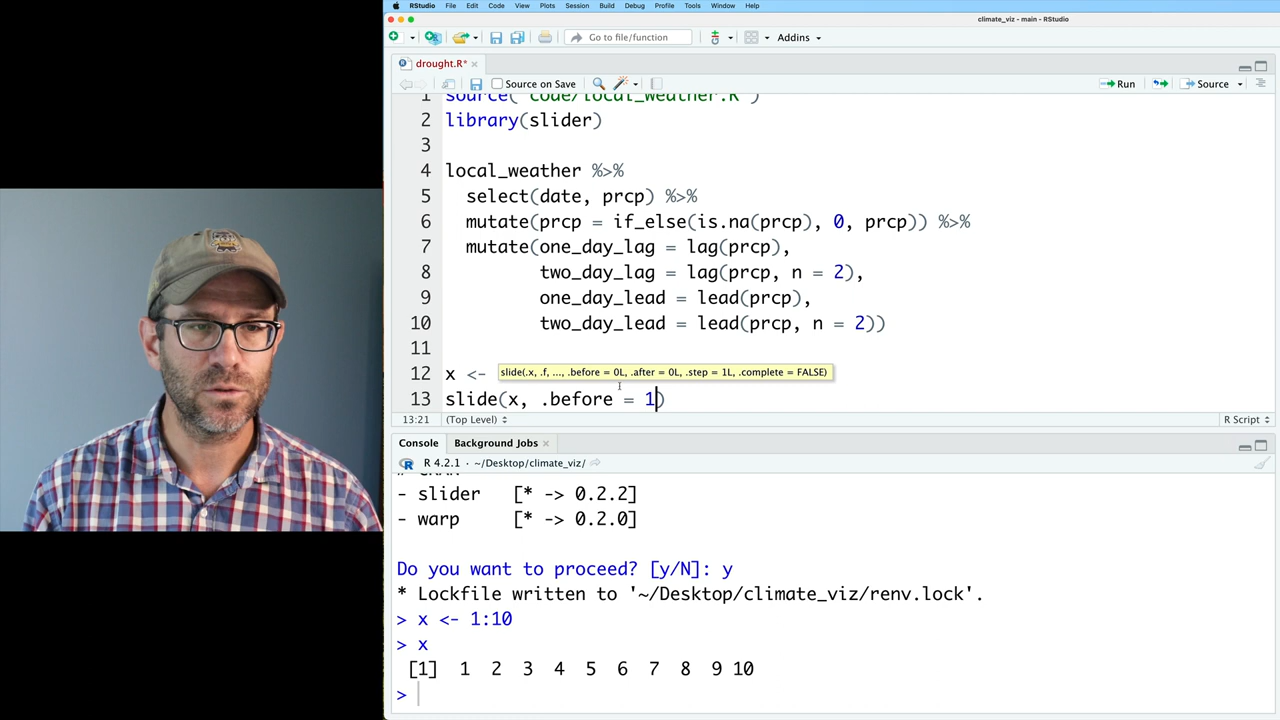 RStudio File Edit Code View Plots Session Build Debug Profile Tools Window Help
climate_viz - main - RStudio
Go to file/function Addins
drought.R*
Source on Save Run Source
1 source("code/local_weather.R")
2 library(slider)
3
4 local_weather %>%
5 select(date, prcp) %>%
6 mutate(prcp = if_else(is.na(prcp), 0, prcp)) %>%
7 mutate(one_day_lag = lag(prcp),
8 two_day_lag = lag(prcp, n = 2),
9 one_day_lead = lead(prcp),
10 two_day_lead = lead(prcp, n = 2))
11
12 x <-
slide(.x, .f, ..., .before = 0L, .after = 0L, .step = 1L, .complete = FALSE)
13 slide(x, .before = 1)
13:21 (Top Level) R Script
Console Background Jobs
R 4.2.1 · ~/Desktop/climate_viz/
- slider [* -> 0.2.2]
- warp [* -> 0.2.0]
Do you want to proceed? [y/N]: y
* Lockfile written to '~/Desktop/climate_viz/renv.lock'.
> x <- 1:10
> x
[1] 1 2 3 4 5 6 7 8 9 10
>